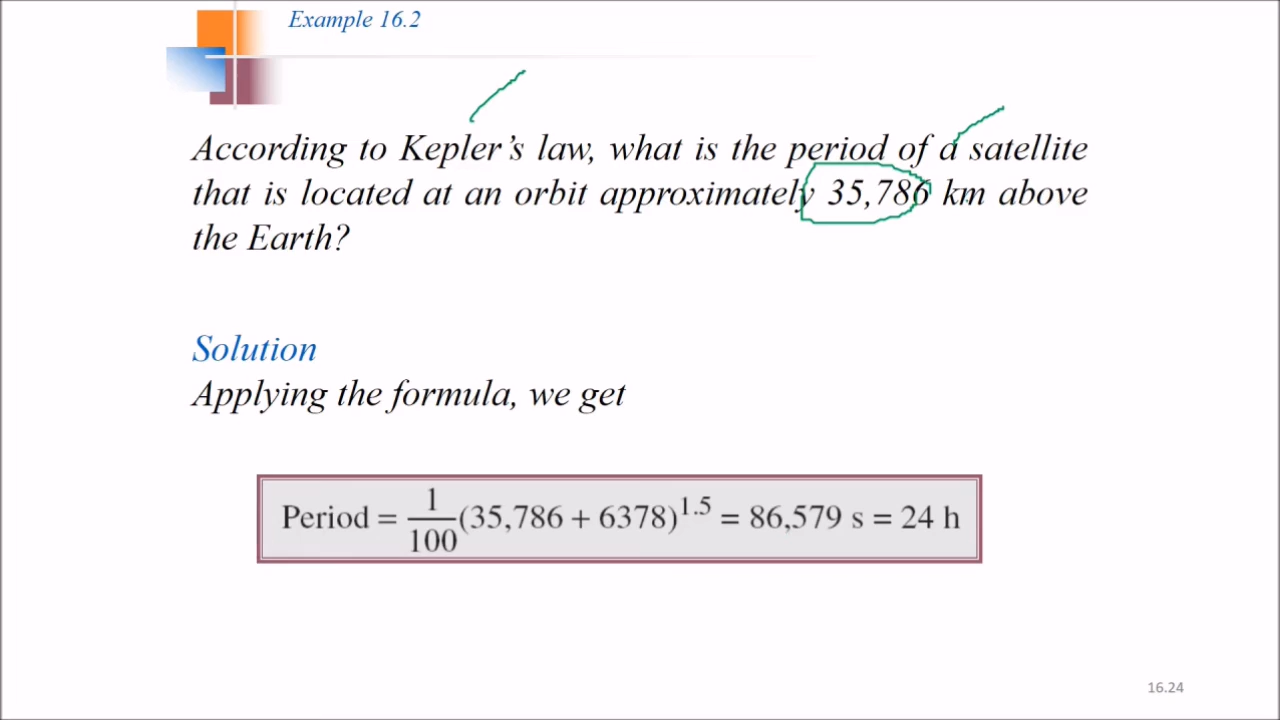 Example 16.2
According to Kepler’s law, what is the period of a satellite
that is located at an orbit approximately 35,786 km above
the Earth?
Solution
Applying the formula, we get
Period = 1/100 (35,786 + 6378)^1.5 = 86,579 s = 24 h
16.24